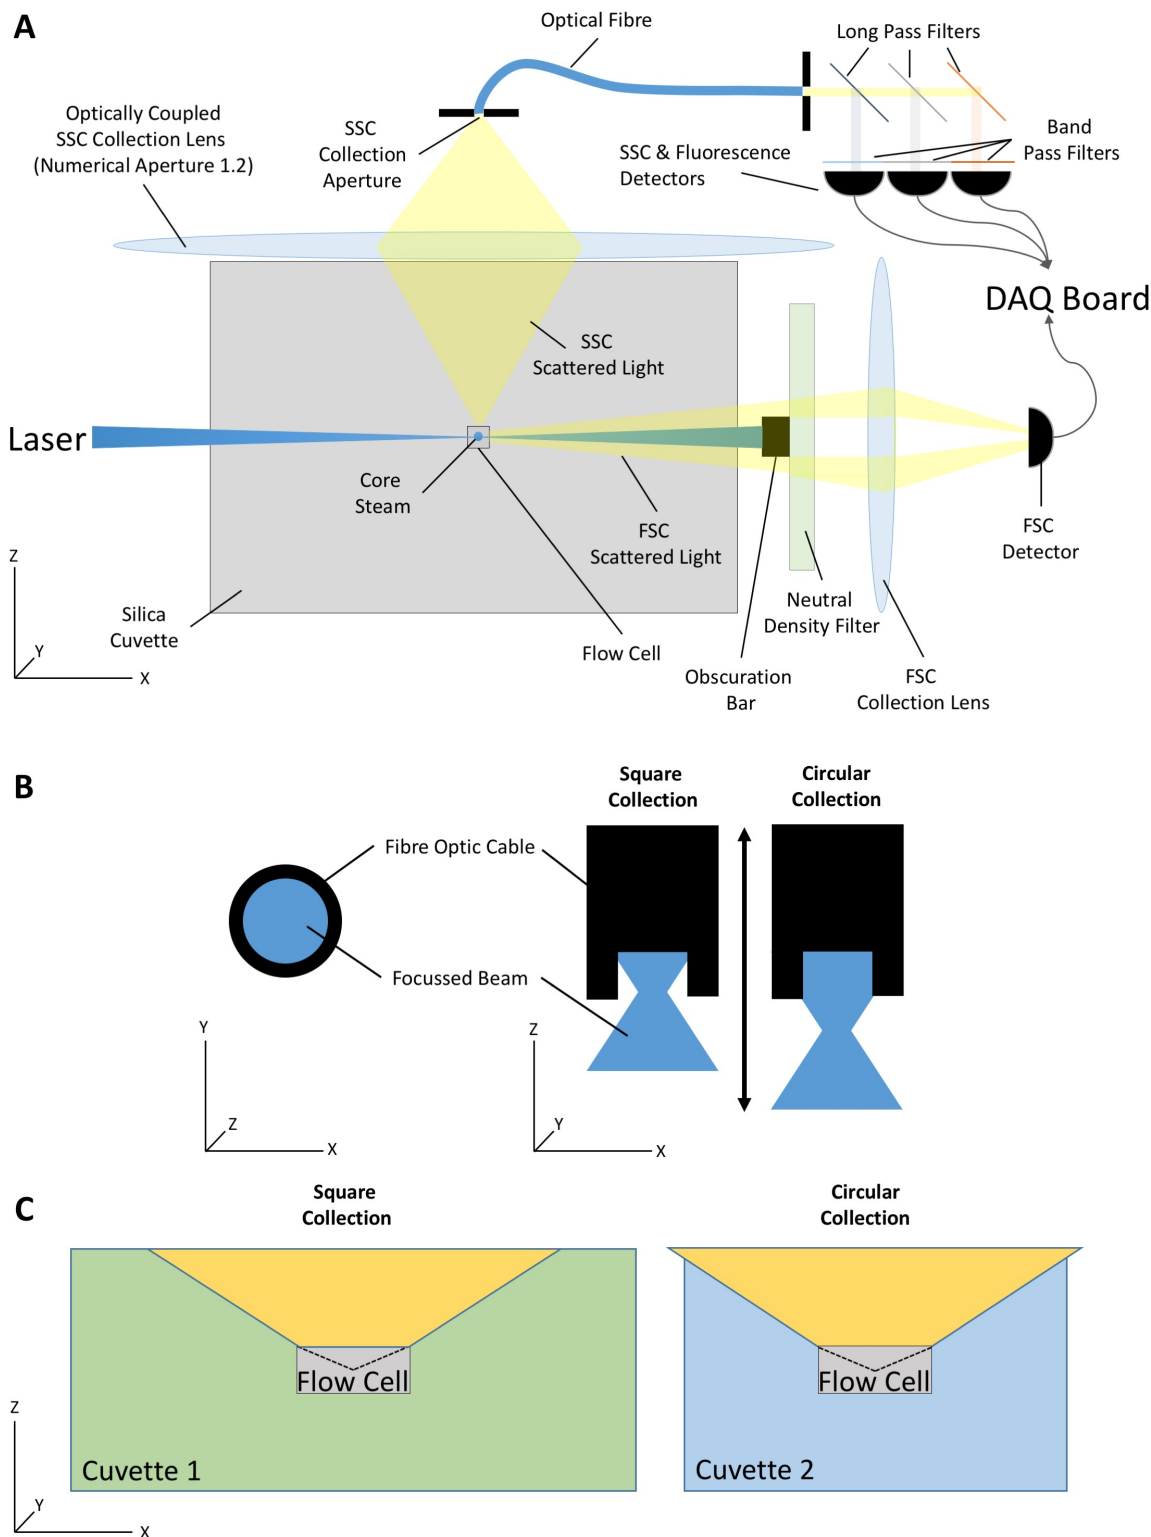 A
Optical Fibre
Long Pass Filters
Optically Coupled
SSC Collection Lens
(Numerical Aperture 1.2)
SSC
Collection
Aperture
SSC & Fluorescence
Detectors
Band
Pass Filters
DAQ Board
SSC
Scattered Light
Laser
Core
Steam
FSC
Scattered Light
FSC
Detector
Silica
Cuvette
Flow Cell
Neutral
Density Filter
Obscuration
Bar
FSC
Collection Lens
Z
Y
X
B
Square
Collection
Circular
Collection
Fibre Optic Cable
Focussed Beam
Y
Z
X
Z
Y
X
C
Square
Collection
Circular
Collection
Flow Cell
Flow Cell
Cuvette 1
Cuvette 2
Z
Y
X